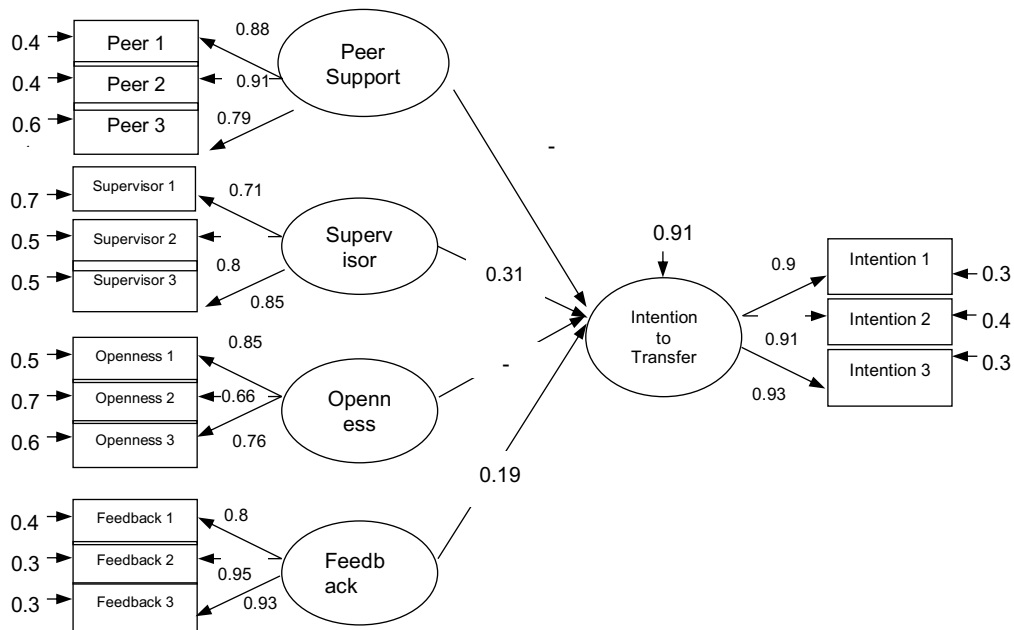 0.4
Peer 1
0.88
Peer
Support
0.4
Peer 2
0.91
0.6
Peer 3
0.79
.
-
0.7
Supervisor 1
0.71
0.5
Supervisor 2
0.8
0.5
Supervisor 3
0.85
Superv
isor
0.31
0.91
Intention
to
Transfer
0.9
Intention 1
0.3
0.91
Intention 2
0.4
0.93
Intention 3
0.3
0.5
Openness 1
0.85
0.7
Openness 2
0.66
0.6
Openness 3
0.76
Openn
ess
-
0.19
0.4
Feedback 1
0.8
0.3
Feedback 2
0.95
0.3
Feedback 3
0.93
Feedb
ack